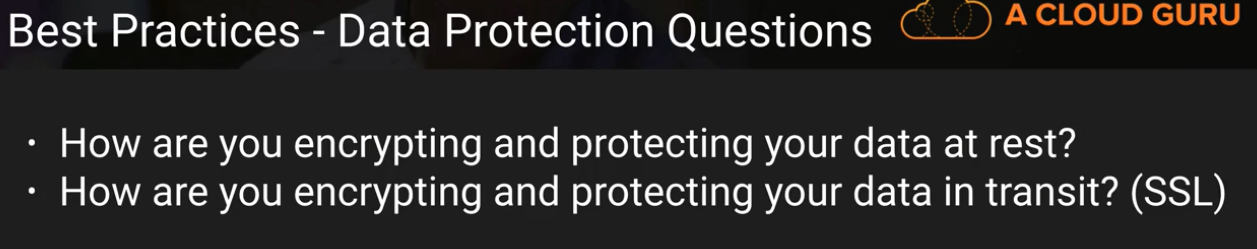 Best Practices - Data Protection Questions
A CLOUD GURU
• How are you encrypting and protecting your data at rest?
• How are you encrypting and protecting your data in transit? (SSL)